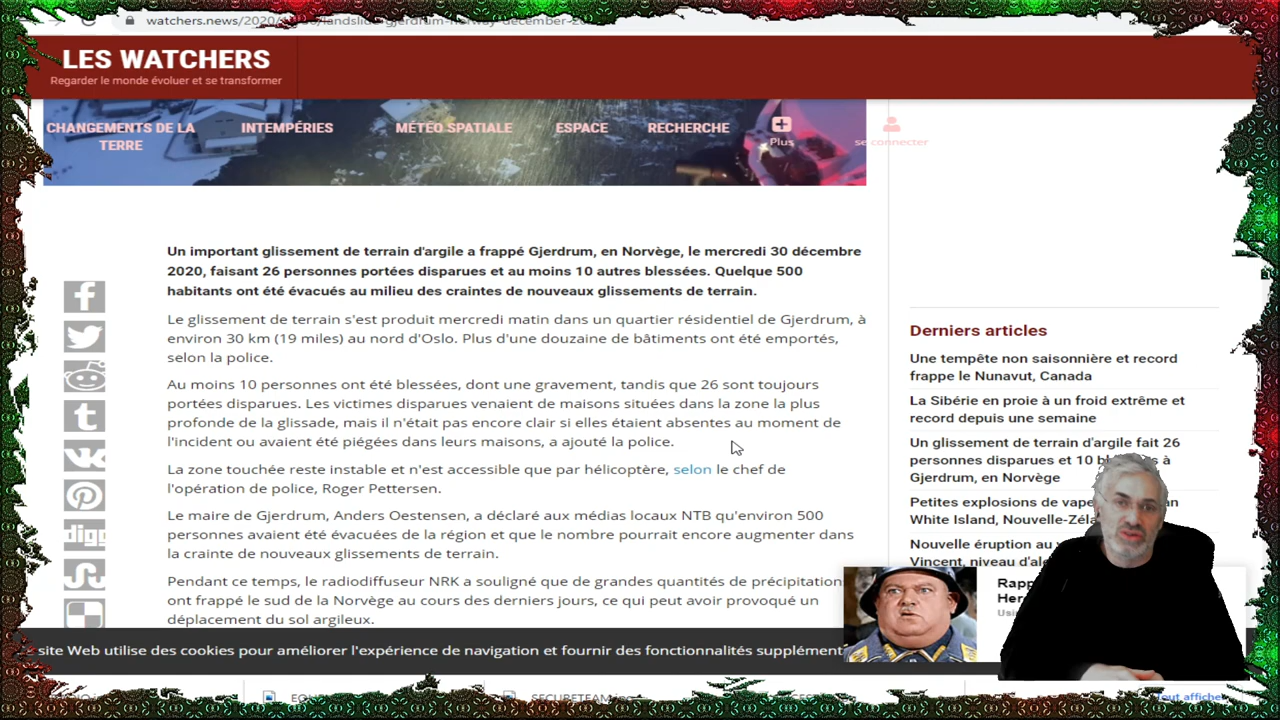 watchers.news/2020/
LES WATCHERS
Regarder le monde évoluer et se transformer
CHANGEMENTS DE LA TERRE
INTEMPÉRIES
MÉTÉO SPATIALE
ESPACE
RECHERCHE
Plus
se connecter
Un important glissement de terrain d'argile a frappé Gjerdrum, en Norvège, le mercredi 30 décembre
2020, faisant 26 personnes portées disparues et au moins 10 autres blessées. Quelque 500
habitants ont été évacués au milieu des craintes de nouveaux glissements de terrain.
Le glissement de terrain s'est produit mercredi matin dans un quartier résidentiel de Gjerdrum, à
environ 30 km (19 miles) au nord d'Oslo. Plus d'une douzaine de bâtiments ont été emportés,
selon la police.
Au moins 10 personnes ont été blessées, dont une gravement, tandis que 26 sont toujours
portées disparues. Les victimes disparues venaient de maisons situées dans la zone la plus
profonde de la glissade, mais il n'était pas encore clair si elles étaient absentes au moment de
l'incident ou avaient été piégées dans leurs maisons, a ajouté la police.
La zone touchée reste instable et n'est accessible que par hélicoptère, selon le chef de
l'opération de police, Roger Pettersen.
Le maire de Gjerdrum, Anders Oestensen, a déclaré aux médias locaux NTB qu'environ 500
personnes avaient été évacuées de la région et que le nombre pourrait encore augmenter dans
la crainte de nouveaux glissements de terrain.
Pendant ce temps, le radiodiffuseur NRK a souligné que de grandes quantités de précipitation
ont frappé le sud de la Norvège au cours des derniers jours, ce qui peut avoir provoqué un
déplacement du sol argileux.
Derniers articles
Une tempête non saisonnière et record
frappe le Nunavut, Canada
La Sibérie en proie à un froid extrême et
record depuis une semaine
Un glissement de terrain d'argile fait 26
personnes disparues et 10 à
Gjerdrum, en Norvège
Petites explosions de
White Island,
Nouvelle éruption au
Vincent,
site Web utilise des cookies pour améliorer l'expérience de navigation et fournir des fonctionnalités